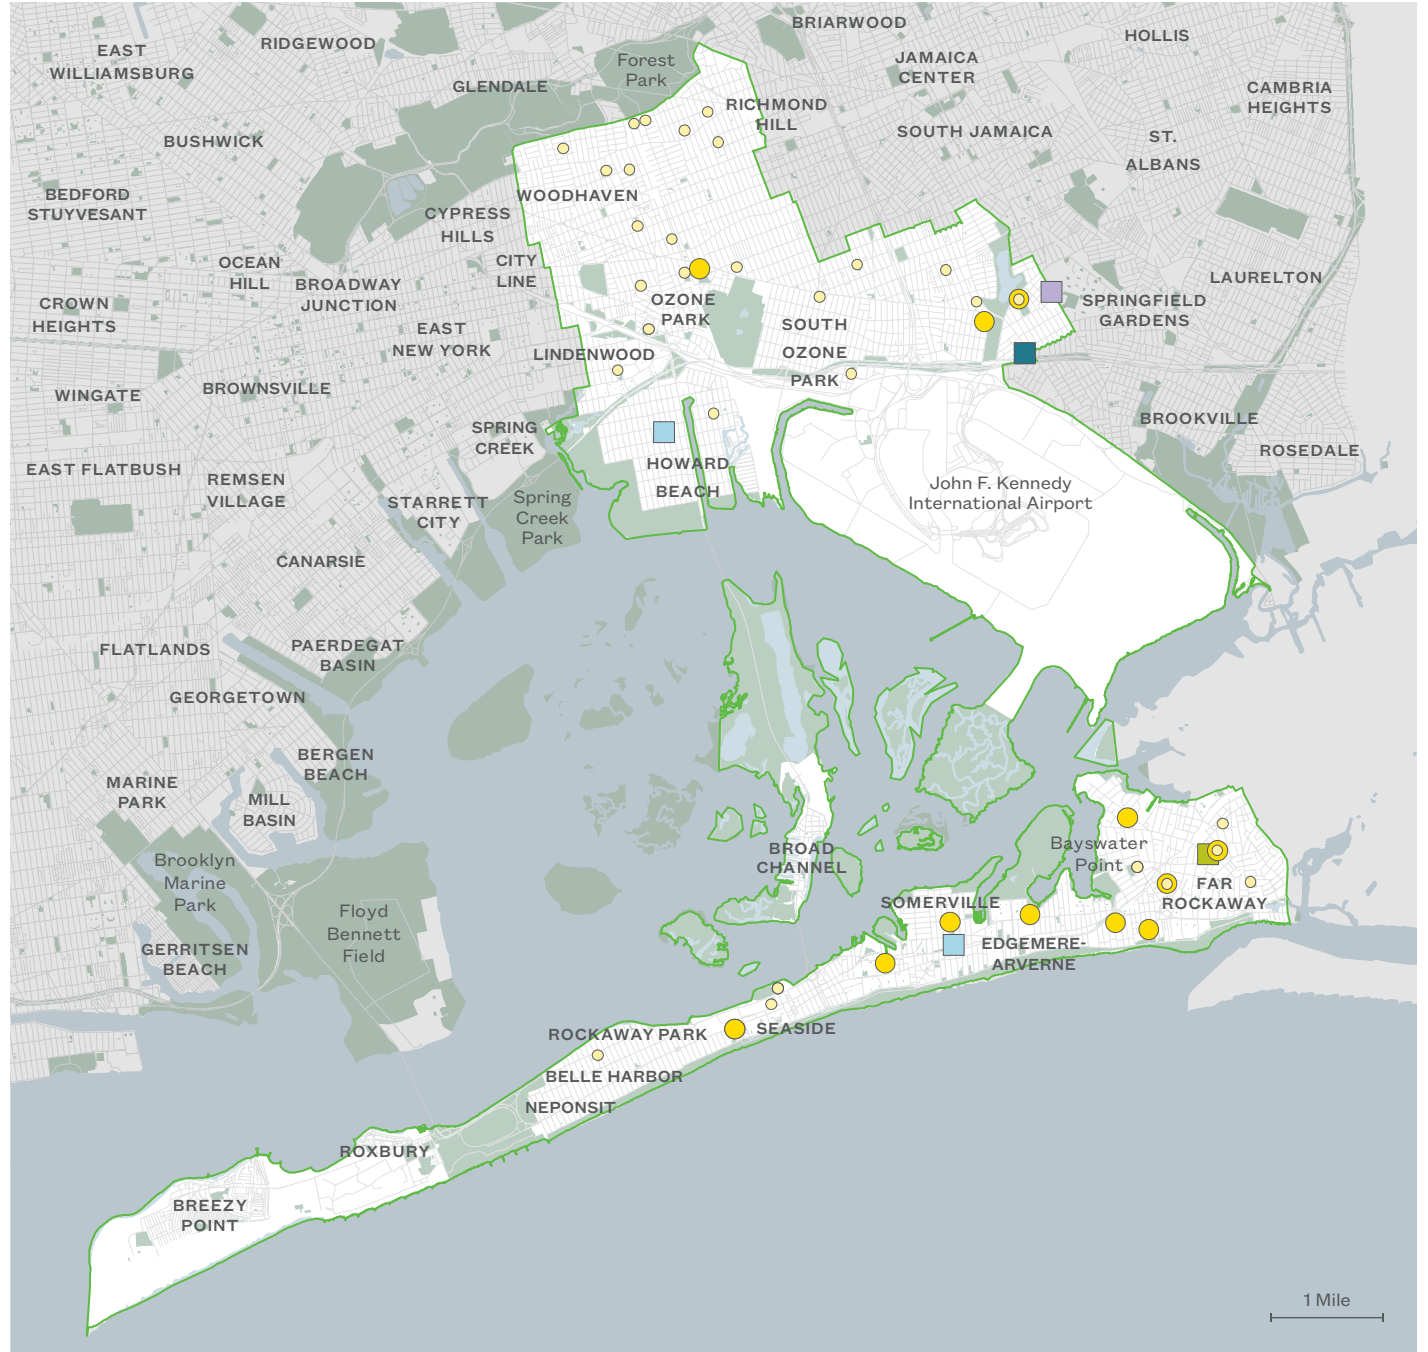 BRIARWOOD
HOLLIS
EAST
WILLIAMSBURG
RIDGEWOOD
Forest
Park
JAMAICA
CENTER
GLENDALE
CAMBRIA
HEIGHTS
RICHMOND
HILL
BUSHWICK
SOUTH JAMAICA
ST.
ALBANS
BEDFORD
STUYVESANT
WOODHAVEN
CYPRESS
HILLS
OCEAN
HILL
CITY
LINE
BROADWAY
JUNCTION
LAURELTON
CROWN
HEIGHTS
OZONE
PARK
SPRINGFIELD
GARDENS
EAST
NEW YORK
SOUTH
OZONE
PARK
LINDENWOOD
WINGATE
BROWNSVILLE
BROOKVILLE
SPRING
CREEK
ROSEDALE
EAST FLATBUSH
REMSEN
VILLAGE
HOWARD
BEACH
John F. Kennedy
International Airport
STARRETT
CITY
Spring
Creek
Park
CANARSIE
FLATLANDS
PAERDEGAT
BASIN
GEORGETOWN
BERGEN
BEACH
MARINE
PARK
MILL
BASIN
Brooklyn
Marine
Park
BROAD
CHANNEL
Bayswater
Point
FAR
ROCKAWAY
SOMERVILLE
Floyd
Bennett
Field
GERRITSEN
BEACH
EDGEMERE-
ARVERNE
ROCKAWAY PARK
SEASIDE
BELLE HARBOR
NEPONSIT
ROXBURY
BREEZY
POINT
1 Mile